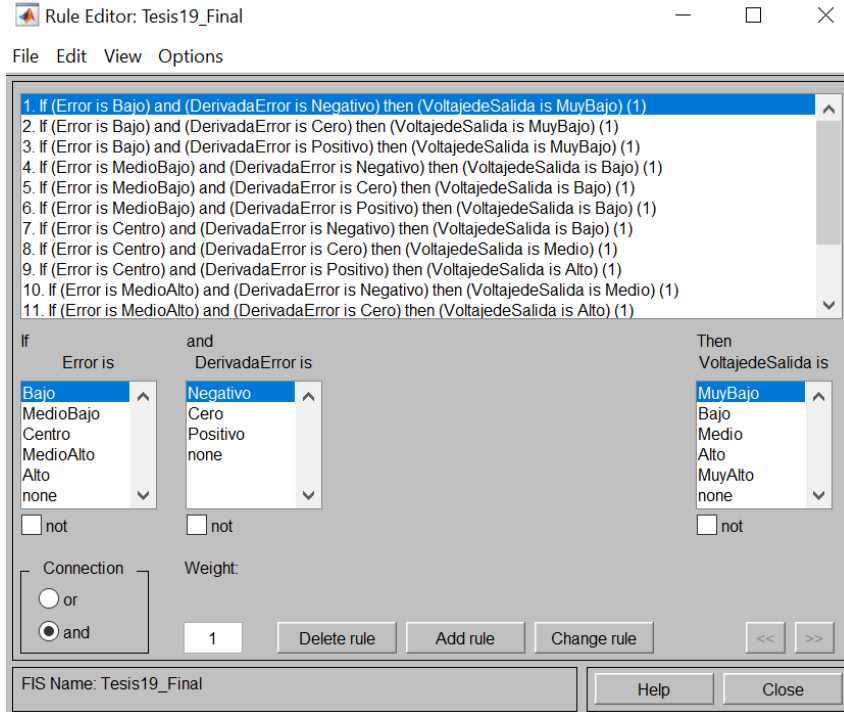 Rule Editor: Tesis19_Final
File Edit View Options
1. If (Error is Bajo) and (DerivadaError is Negativo) then (VoltajedeSalida is MuyBajo) (1)
2. If (Error is Bajo) and (DerivadaError is Cero) then (VoltajedeSalida is MuyBajo) (1)
3. If (Error is Bajo) and (DerivadaError is Positivo) then (VoltajedeSalida is MuyBajo) (1)
4. If (Error is MedioBajo) and (DerivadaError is Negativo) then (VoltajedeSalida is Bajo) (1)
5. If (Error is MedioBajo) and (DerivadaError is Cero) then (VoltajedeSalida is Bajo) (1)
6. If (Error is MedioBajo) and (DerivadaError is Positivo) then (VoltajedeSalida is Bajo) (1)
7. If (Error is Centro) and (DerivadaError is Negativo) then (VoltajedeSalida is Bajo) (1)
8. If (Error is Centro) and (DerivadaError is Cero) then (VoltajedeSalida is Medio) (1)
9. If (Error is Centro) and (DerivadaError is Positivo) then (VoltajedeSalida is Alto) (1)
10. If (Error is MedioAlto) and (DerivadaError is Negativo) then (VoltajedeSalida is Medio) (1)
11. If (Error is MedioAlto) and (DerivadaError is Cero) then (VoltajedeSalida is Alto) (1)
If
Error is
Bajo
MedioBajo
Centro
MedioAlto
Alto
none
not
and
DerivadaError is
Negativo
Cero
Positivo
none
not
Then
VoltajedeSalida is
MuyBajo
Bajo
Medio
Alto
MuyAlto
none
not
Connection
or
and
Weight:
1
Delete rule
Add rule
Change rule
<<
>>
FIS Name: Tesis19_Final
Help
Close